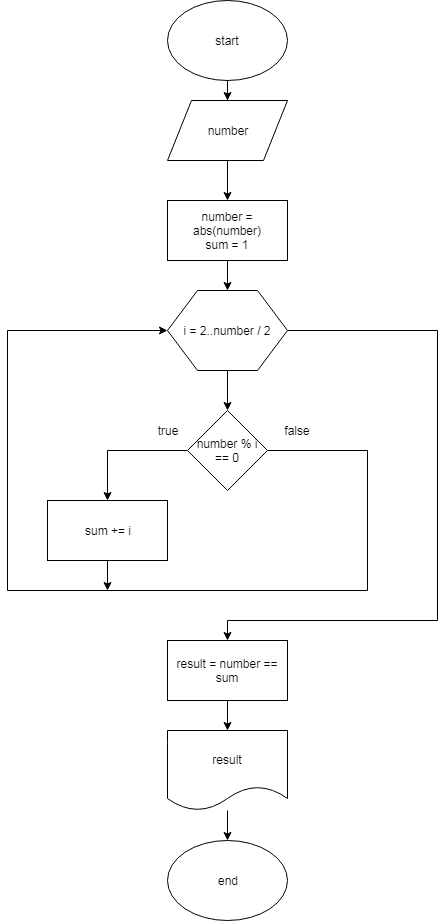 start
number
number =
abs(number)
sum = 1
i = 2..number / 2
true
false
number % i
== 0
sum += i
result = number ==
sum
result
end